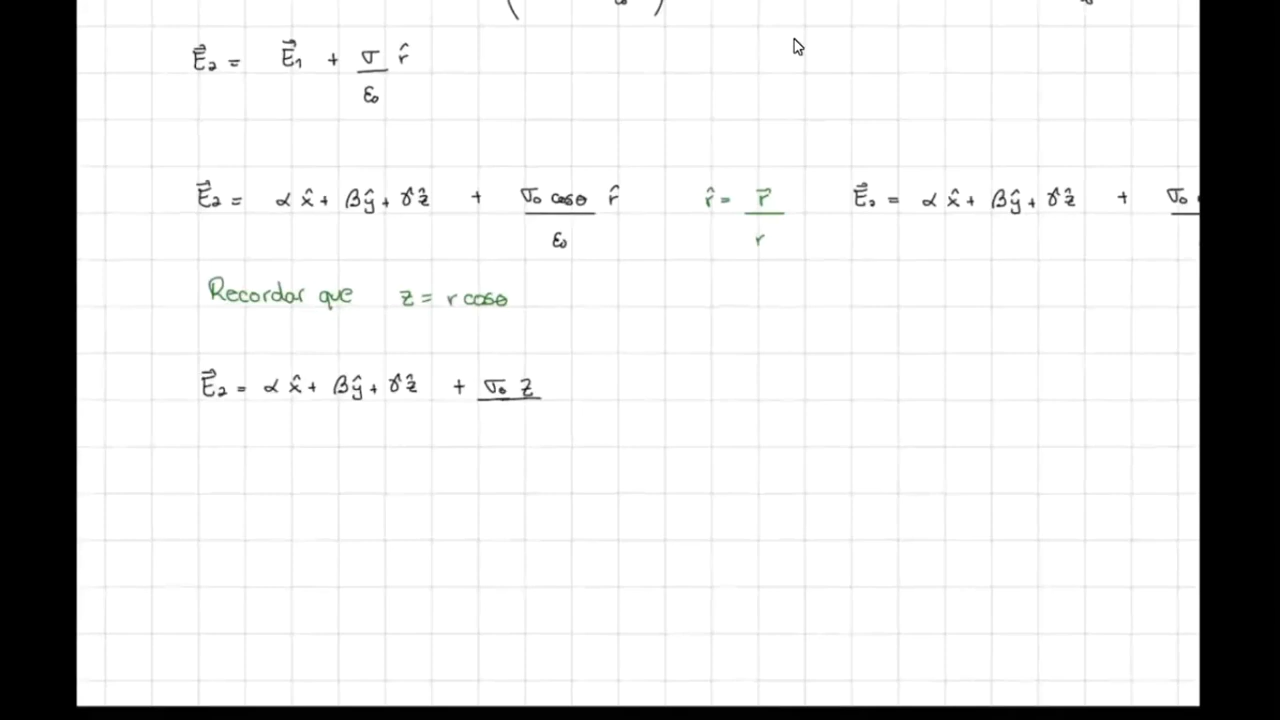 E⃗₂ = E⃗₁ + σ/ε₀ r̂
E⃗₂ = α x̂ + β ŷ + γ ẑ + σ₀ cosθ/ε₀ r̂ r̂ = r⃗/r E⃗₂ = α x̂ + β ŷ + γ ẑ + σ₀
Recordar que z = r cosθ
E⃗₂ = α x̂ + β ŷ + γ ẑ + σ₀ z